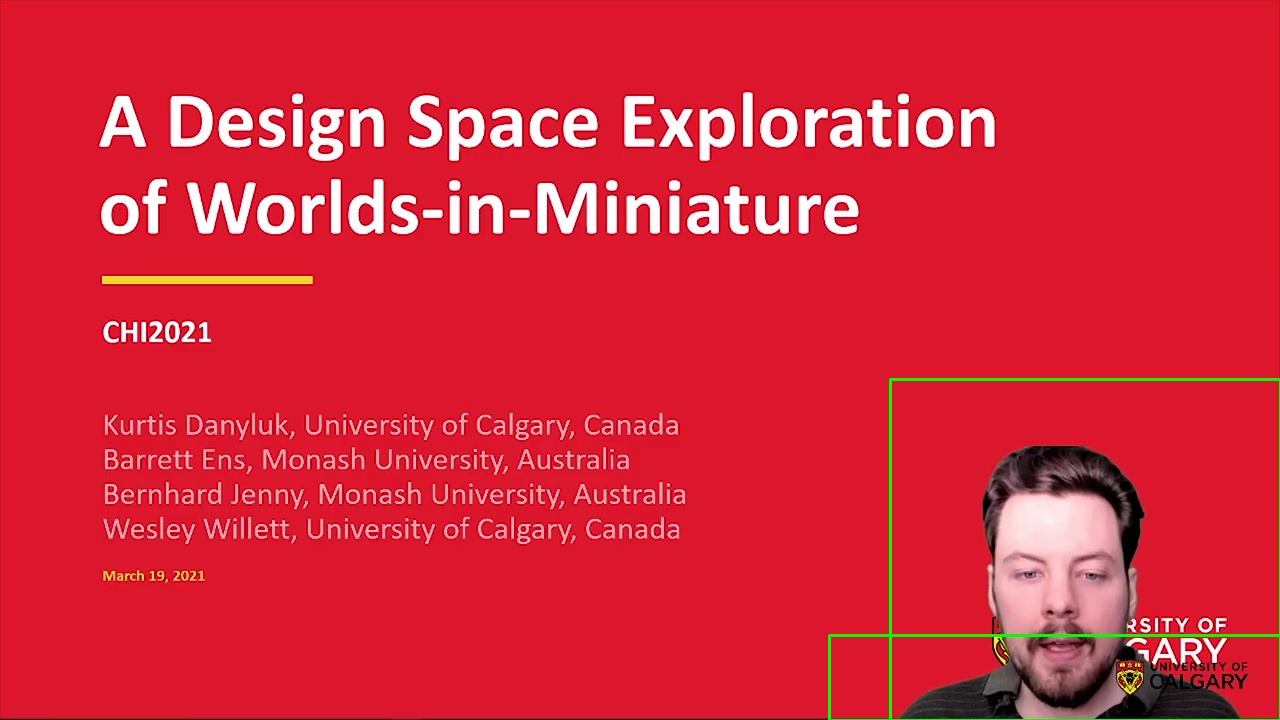 A Design Space Exploration
of Worlds-in-Miniature
CHI2021
Kurtis Danyluk, University of Calgary, Canada
Barrett Ens, Monash University, Australia
Bernhard Jenny, Monash University, Australia
Wesley Willett, University of Calgary, Canada
March 19, 2021
RSITY OF
GARY
UNIVERSITY OF
CALGARY